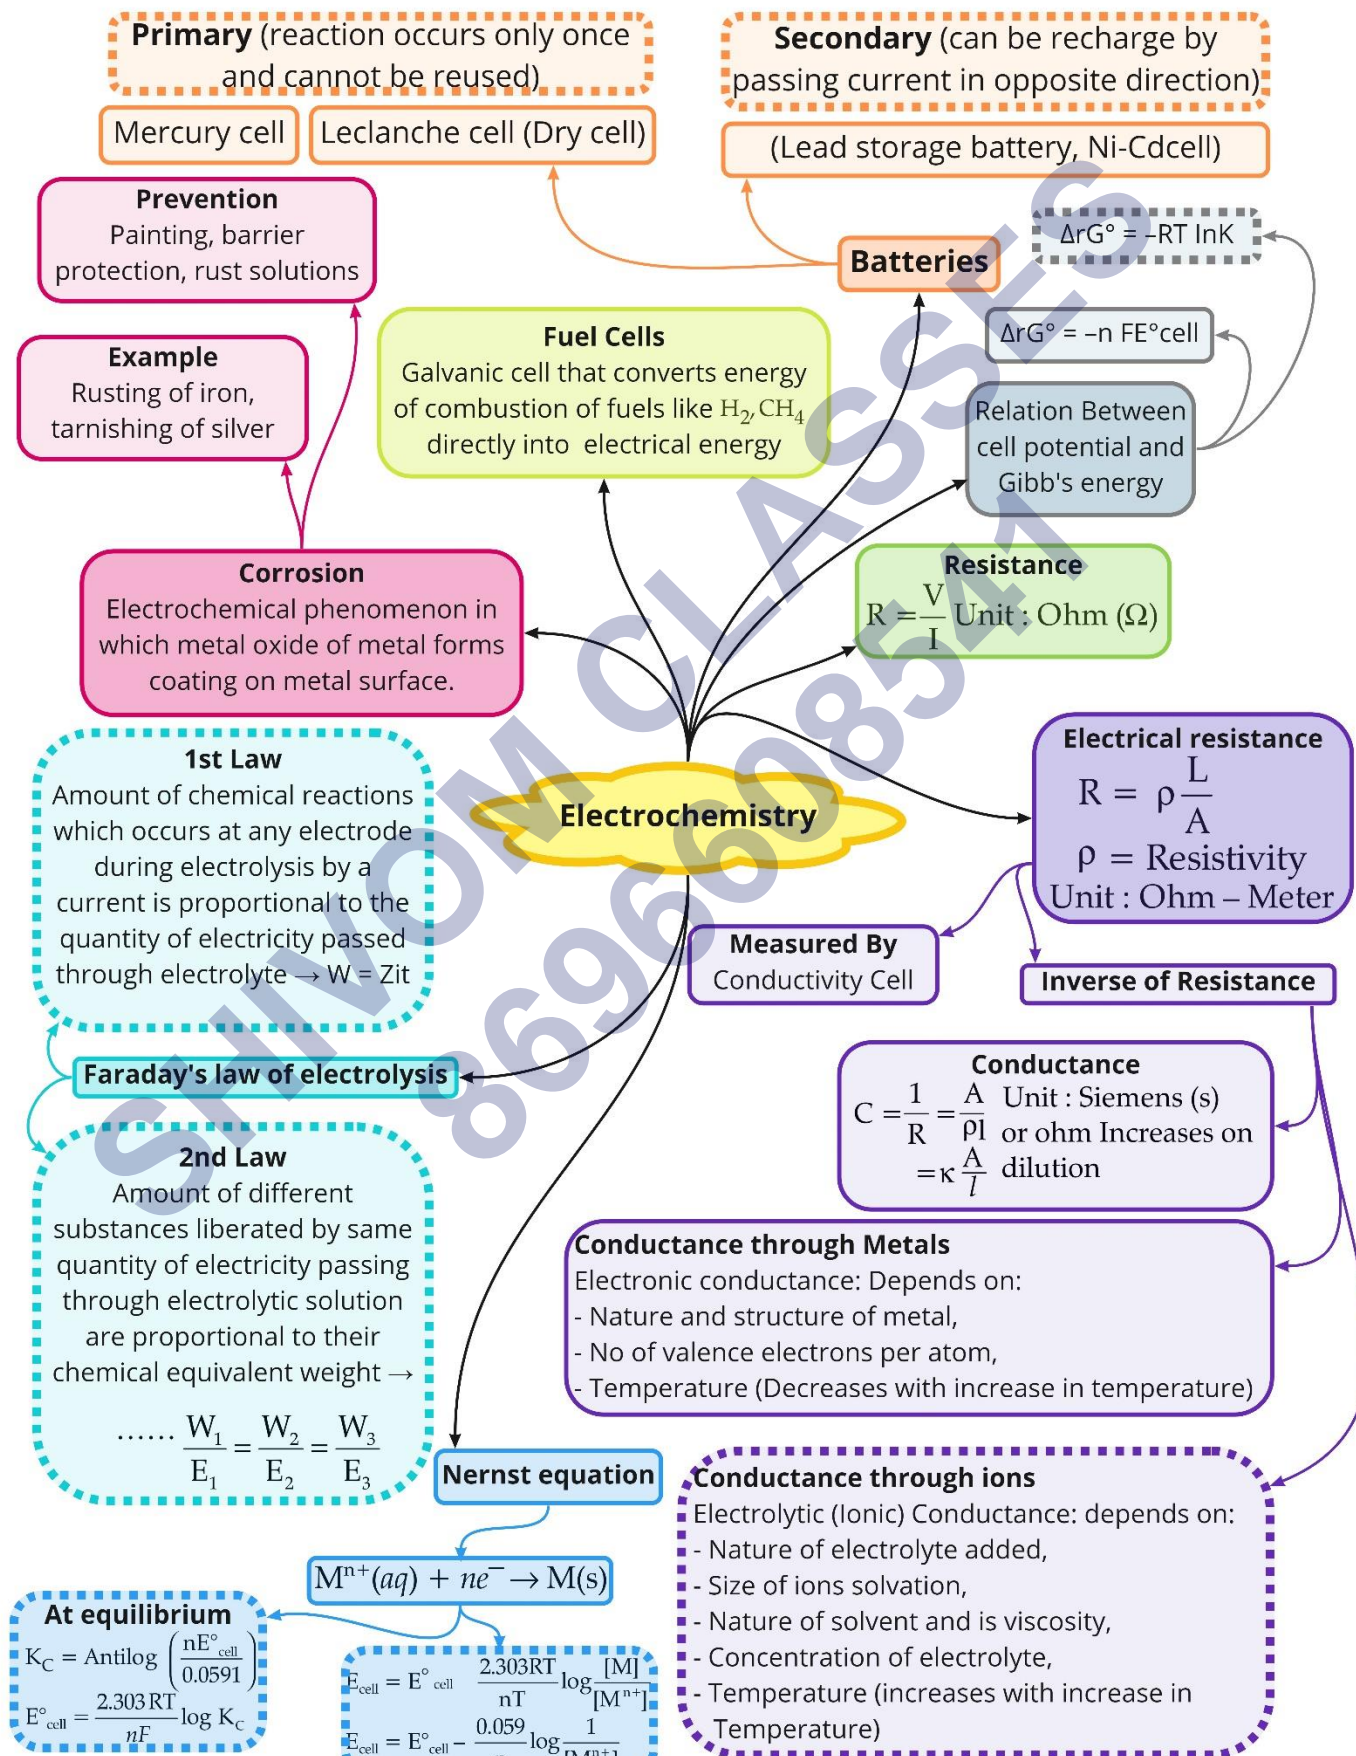 Primary (reaction occurs only once
and cannot be reused)
Secondary (can be recharge by
passing current in opposite direction)
Mercury cell
Leclanche cell (Dry cell)
(Lead storage battery, Ni-Cdcell)
Prevention
Painting, barrier
protection, rust solutions
Batteries
ΔrG° = –RT lnK
ΔrG° = –n FE°cell
Example
Rusting of iron,
tarnishing of silver
Fuel Cells
Galvanic cell that converts energy
of combustion of fuels like H₂,CH₄
directly into electrical energy
Relation Between
cell potential and
Gibb's energy
Corrosion
Electrochemical phenomenon in
which metal oxide of metal forms
coating on metal surface.
Resistance
R = V/I Unit : Ohm (Ω)
1st Law
Amount of chemical reactions
which occurs at any electrode
during electrolysis by a
current is proportional to the
quantity of electricity passed
through electrolyte → W = Zit
Electrochemistry
Electrical resistance
R = ρ L/A
ρ = Resistivity
Unit : Ohm – Meter
Measured By
Conductivity Cell
Inverse of Resistance
Faraday's law of electrolysis
Conductance
C = 1/R = A/ρl Unit : Siemens (s)
or ohm Increases on
= κ A/l dilution
2nd Law
Amount of different
substances liberated by same
quantity of electricity passing
through electrolytic solution
are proportional to their
chemical equivalent weight →
...... W₁/E₁ = W₂/E₂ = W₃/E₃
Conductance through Metals
Electronic conductance: Depends on:
- Nature and structure of metal,
- No of valence electrons per atom,
- Temperature (Decreases with increase in temperature)
Nernst equation
Mⁿ⁺(aq) + ne⁻ → M(s)
Conductance through ions
Electrolytic (Ionic) Conductance: depends on:
- Nature of electrolyte added,
- Size of ions solvation,
- Nature of solvent and is viscosity,
- Concentration of electrolyte,
- Temperature (increases with increase in
Temperature)
At equilibrium
K_C = Antilog (nE°cell/0.0591)
E°cell = 2.303 RT/nF log K_C
E_cell = E°cell 2.303RT/nT log [M]/[Mⁿ⁺]
E_cell = E°cell – 0.059 log 1/[Mⁿ⁺]
SHIVOM CLASSES
8696608541